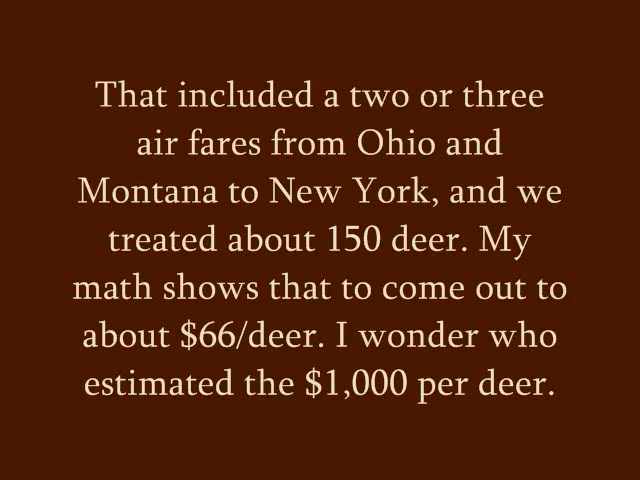 That included a two or three
air fares from Ohio and
Montana to New York, and we
treated about 150 deer. My
math shows that to come out to
about $66/deer. I wonder who
estimated the $1,000 per deer.